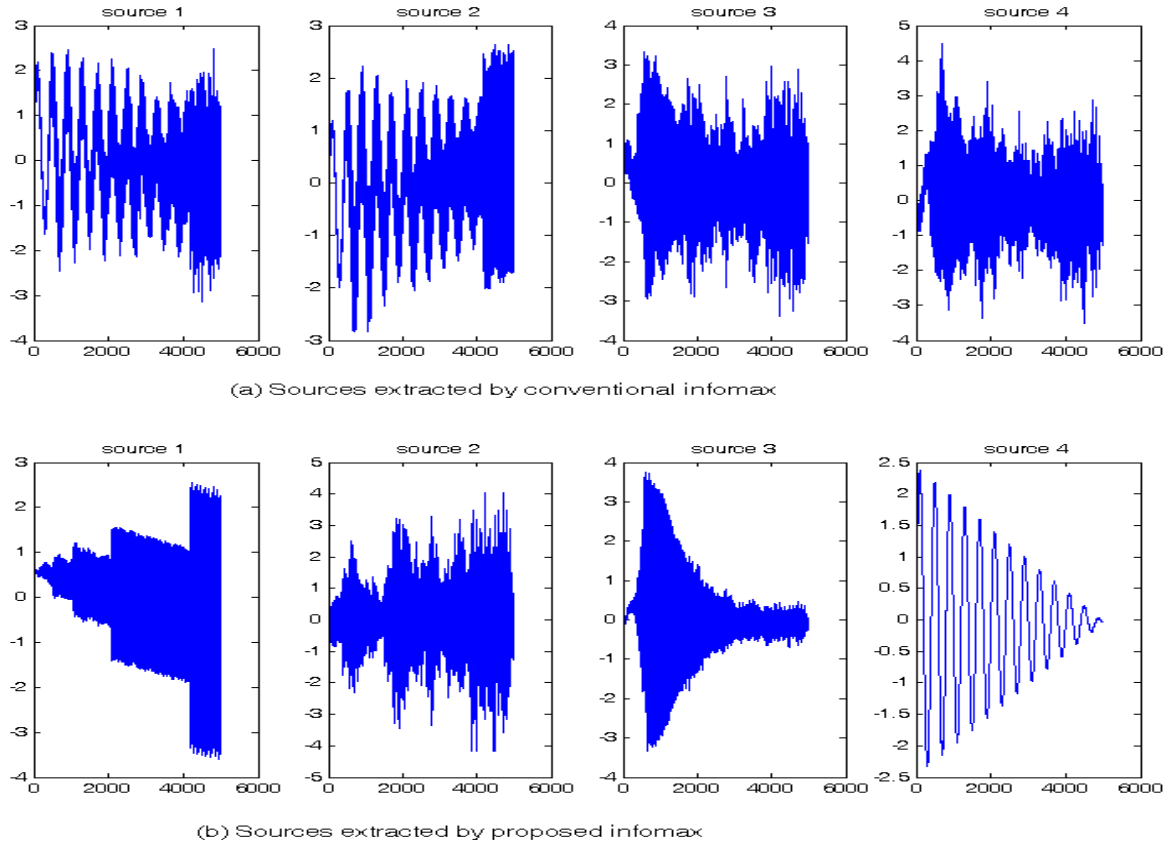 source 1 source 2 source 3 source 4
3 3 4 5
2 2 3 4
1 1 2 3
0 0 1 2
-1 -1 0 1
-2 -2 -1 0
-3 -3 -2 -1
-4 -3 -2
-4 -3
-4
0 2000 4000 6000 0 2000 4000 6000 0 2000 4000 6000 0 2000 4000 6000
(a) Sources extracted by conventional infomax
source 1 source 2 source 3 source 4
3 5 4 2.5
2 4 3 2
1 3 2 1.5
0 2 1 1
-1 1 0 0.5
-2 0 -1 0
-3 -1 -2 -0.5
-4 -2 -3 -1
-3 -4 -1.5
-4 -2
-5 -2.5
0 2000 4000 6000 0 2000 4000 6000 0 2000 4000 6000 0 2000 4000 6000
(b) Sources extracted by proposed infomax